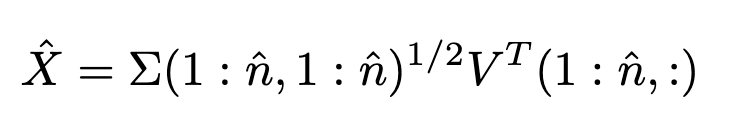 X̂ = Σ(1 : n̂, 1 : n̂)^{1/2}V^T(1 : n̂, :)